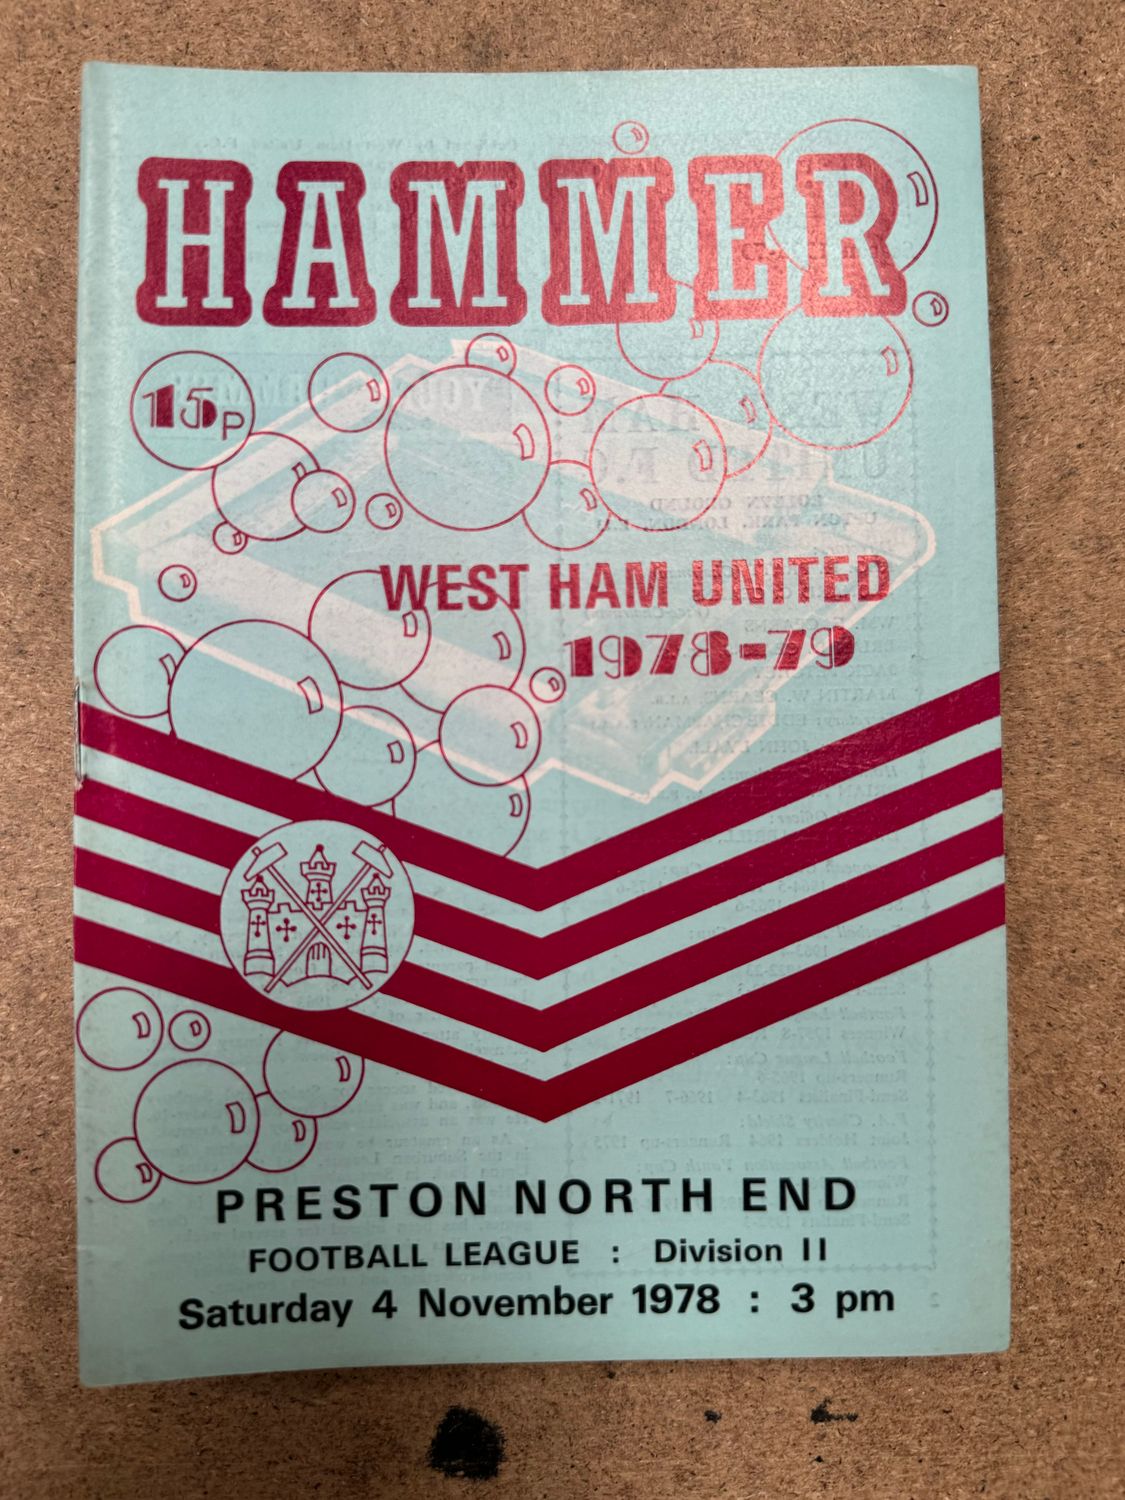 HAMMER
15P
WEST HAM UNITED
1978-79
PRESTON NORTH END
FOOTBALL LEAGUE : Division II
Saturday 4 November 1978 : 3 pm